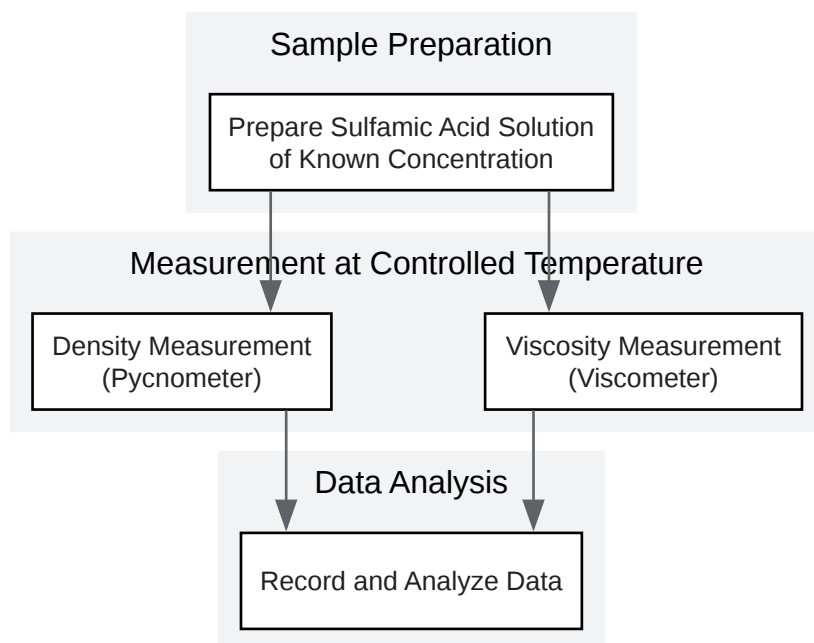 Sample Preparation
Prepare Sulfamic Acid Solution
of Known Concentration
Measurement at Controlled Temperature
Density Measurement
(Pycnometer)
Viscosity Measurement
(Viscometer)
Data Analysis
Record and Analyze Data